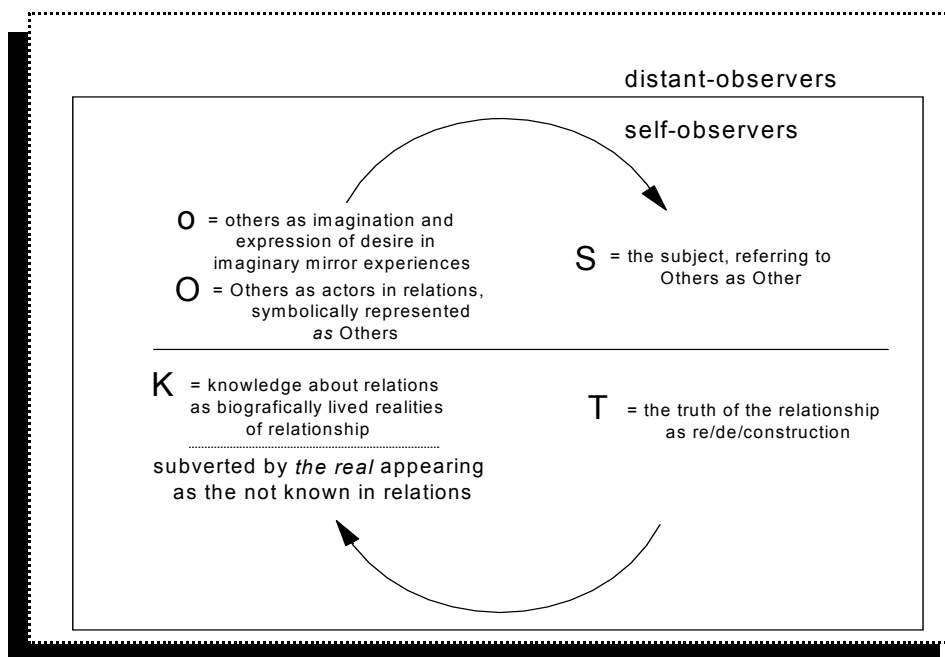 distant-observers
self-observers
o = others as imagination and
expression of desire in
imaginary mirror experiences
O = Others as actors in relations,
symbolically represented
as Others
S = the subject, referring to
Others as Other
K = knowledge about relations
as biografically lived realities
of relationship
subverted by the real appearing
as the not known in relations
T = the truth of the relationship
as re/de/construction